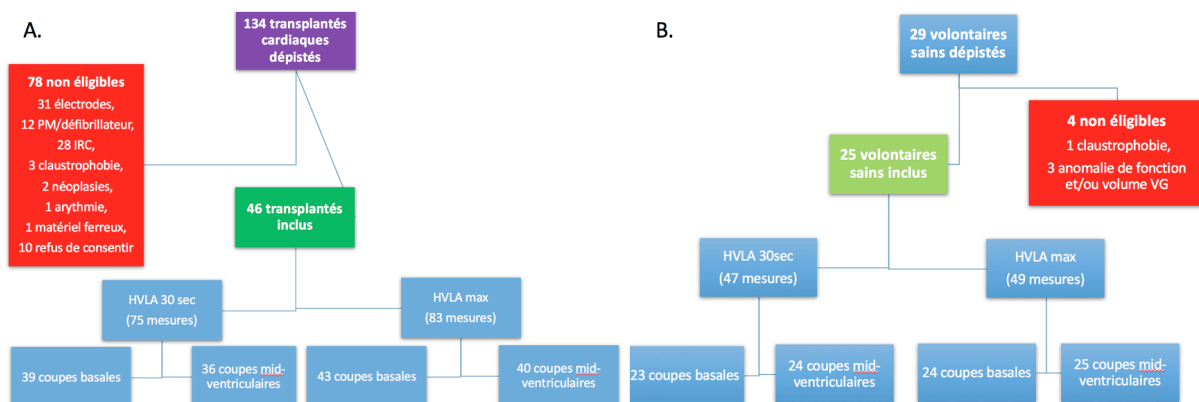 A.
134 transplantés
cardiaques
dépistés
78 non éligibles
31 électrodes,
12 PM/défibrillateur,
28 IRC,
3 claustrophobie,
2 néoplasies,
1 arythmie,
1 matériel ferreux,
10 refus de consentir
46 transplantés
inclus
HVLA 30 sec
(75 mesures)
HVLA max
(83 mesures)
39 coupes basales
36 coupes mid-
ventriculaires
43 coupes basales
40 coupes mid-
ventriculaires
B.
29 volontaires
sains dépistés
4 non éligibles
1 claustrophobie,
3 anomalie de fonction
et/ou volume VG
25 volontaires
sains inclus
HVLA 30sec
(47 mesures)
HVLA max
(49 mesures)
23 coupes basales
24 coupes mid-
ventriculaires
24 coupes basales
25 coupes mid-
ventriculaires